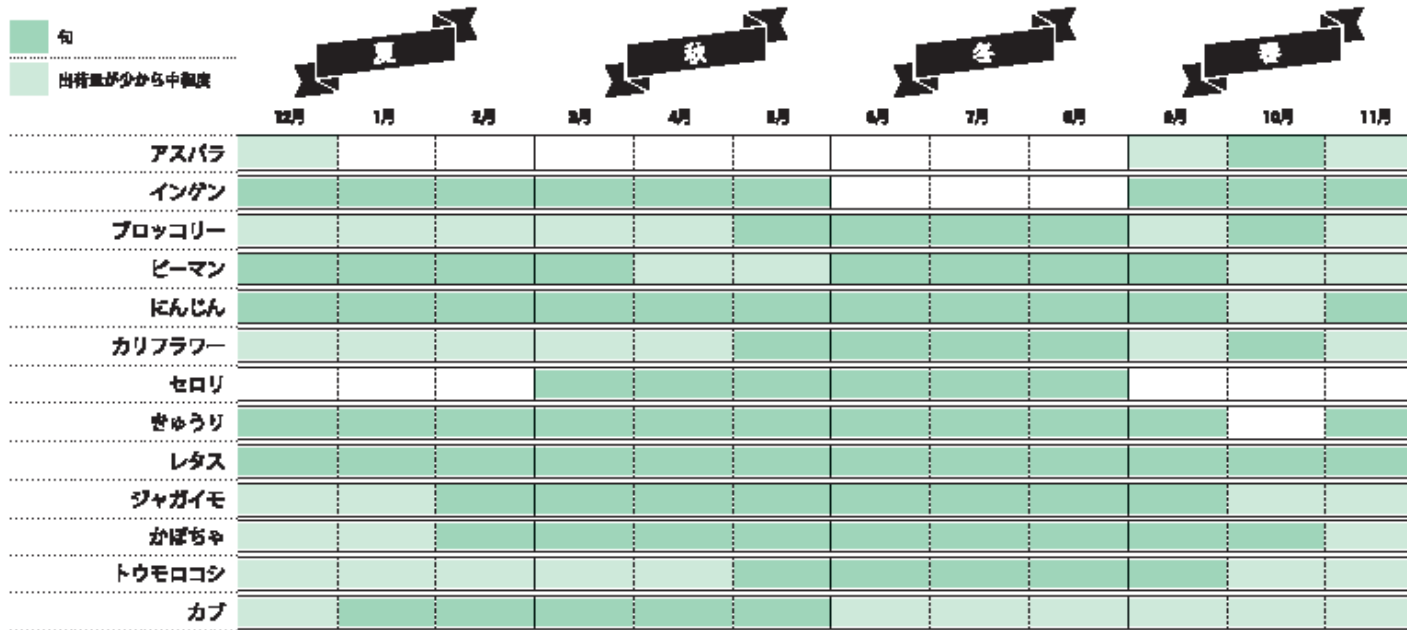 旬
出荷量が少から中程度
夏
秋
冬
春
12月 1月 2月 3月 4月 5月 6月 7月 8月 9月 10月 11月
アスパラ
インゲン
ブロッコリー
ピーマン
にんじん
カリフラワー
セロリ
きゅうり
レタス
ジャガイモ
かぼちゃ
トウモロコシ
カブ